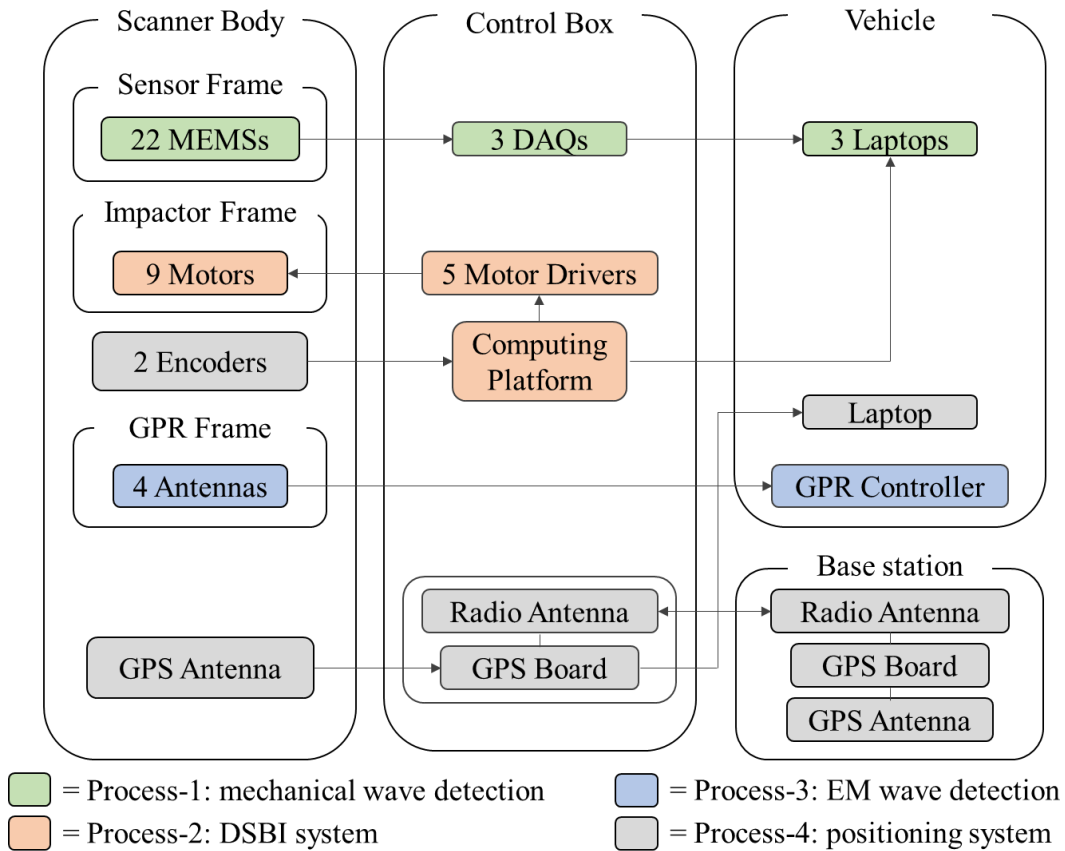 Scanner Body
Sensor Frame
22 MEMSs
Impactor Frame
9 Motors
2 Encoders
GPR Frame
4 Antennas
GPS Antenna
Control Box
3 DAQs
5 Motor Drivers
Computing
Platform
Radio Antenna
GPS Board
Vehicle
3 Laptops
Laptop
GPR Controller
Base station
Radio Antenna
GPS Board
GPS Antenna
= Process-1: mechanical wave detection
= Process-2: DSBI system
= Process-3: EM wave detection
= Process-4: positioning system